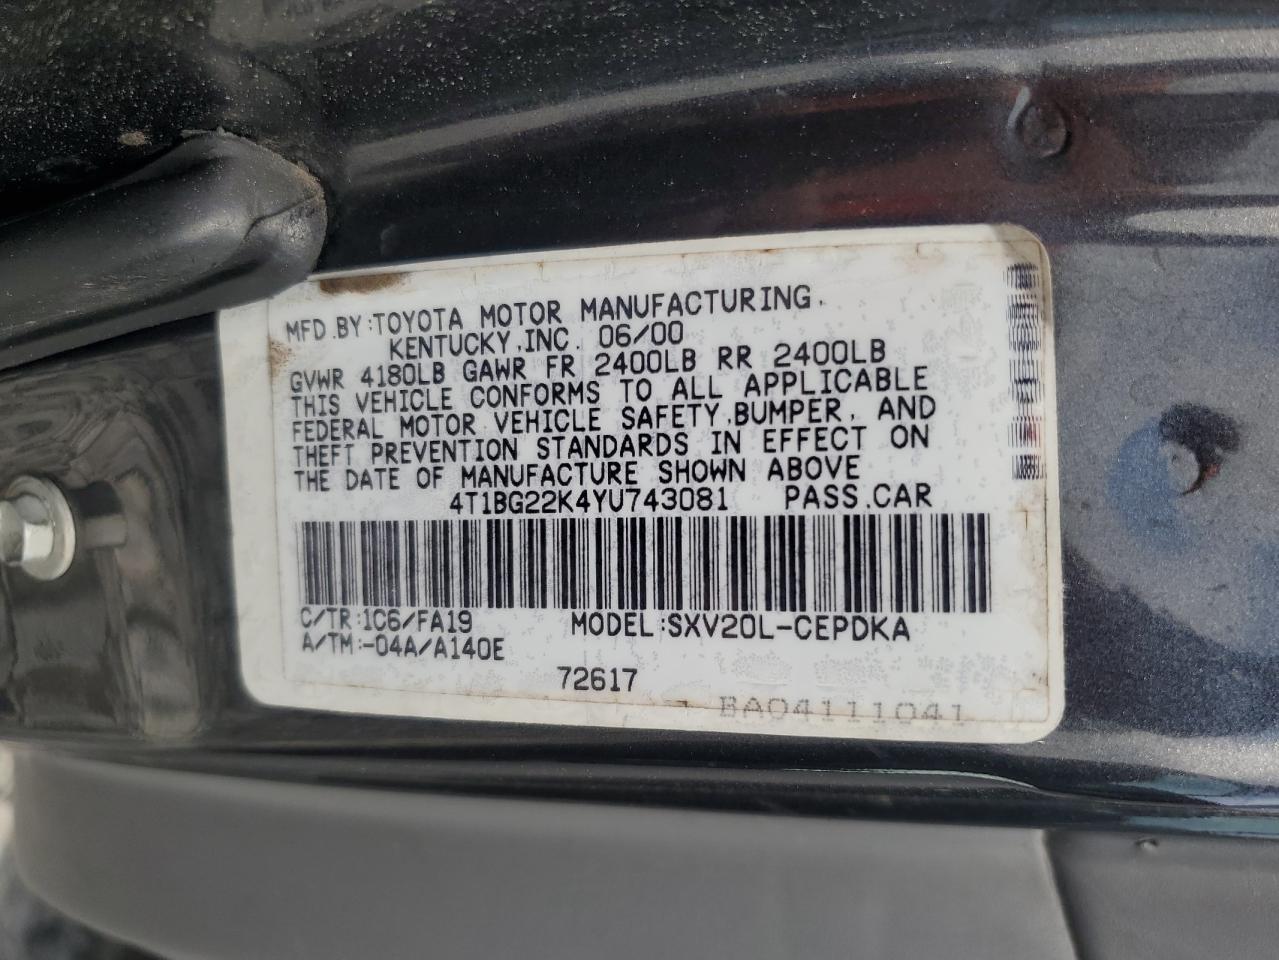 MFD.BY:TOYOTA MOTOR MANUFACTURING,
KENTUCKY,INC. 06/00
GVWR 4180LB GAWR FR 2400LB RR 2400LB
THIS VEHICLE CONFORMS TO ALL APPLICABLE
FEDERAL MOTOR VEHICLE SAFETY,BUMPER, AND
THEFT PREVENTION STANDARDS IN EFFECT ON
THE DATE OF MANUFACTURE SHOWN ABOVE
4T1BG22K4YU743081 PASS.CAR
C/TR:1C6/FA19 MODEL:SXV20L-CEPDKA
A/TM:-04A/A140E
72617
BA04111041